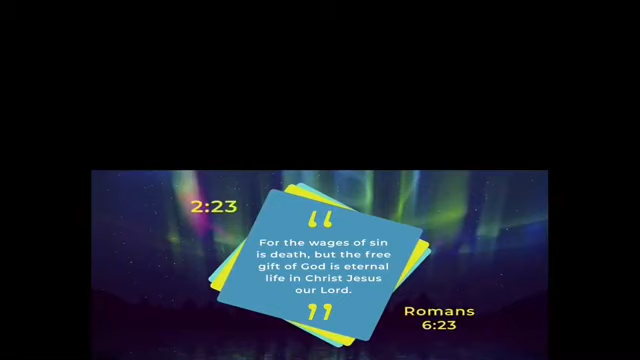 2:23
“
For the wages of sin
is death, but the free
gift of God is eternal
life in Christ Jesus
our Lord.
”
Romans
6:23